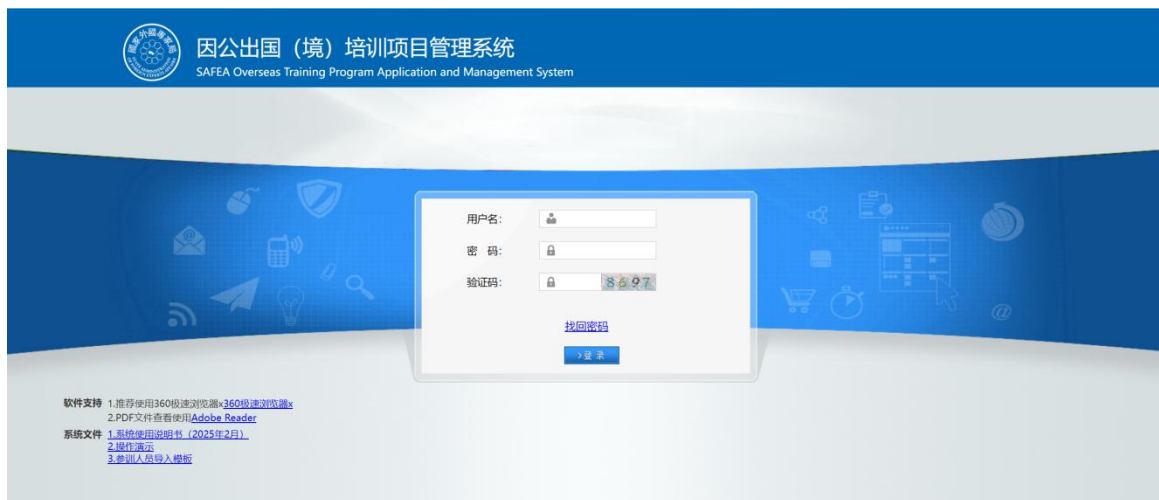 因公出国（境）培训项目管理系统
SAFEA Overseas Training Program Application and Management System
用户名：
密 码：
验证码：
8697
找回密码
>登 录
软件支持 1.推荐使用360极速浏览器x360极速浏览器x
2.PDF文件查看使用Adobe Reader
系统文件 1.系统使用说明书（2025年2月）
2.操作演示
3.参训人员导入模板